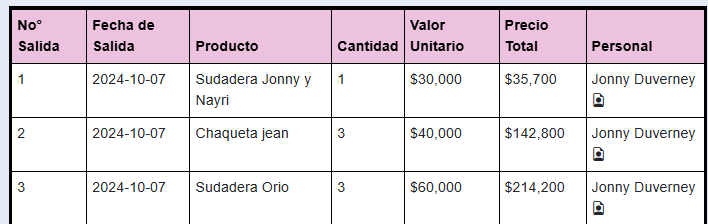 No° Salida Fecha de Salida Producto Cantidad Valor Unitario Precio Total Personal
1 2024-10-07 Sudadera Jonny y Nayri 1 $30,000 $35,700 Jonny Duverney
2 2024-10-07 Chaqueta jean 3 $40,000 $142,800 Jonny Duverney
3 2024-10-07 Sudadera Orio 3 $60,000 $214,200 Jonny Duverney